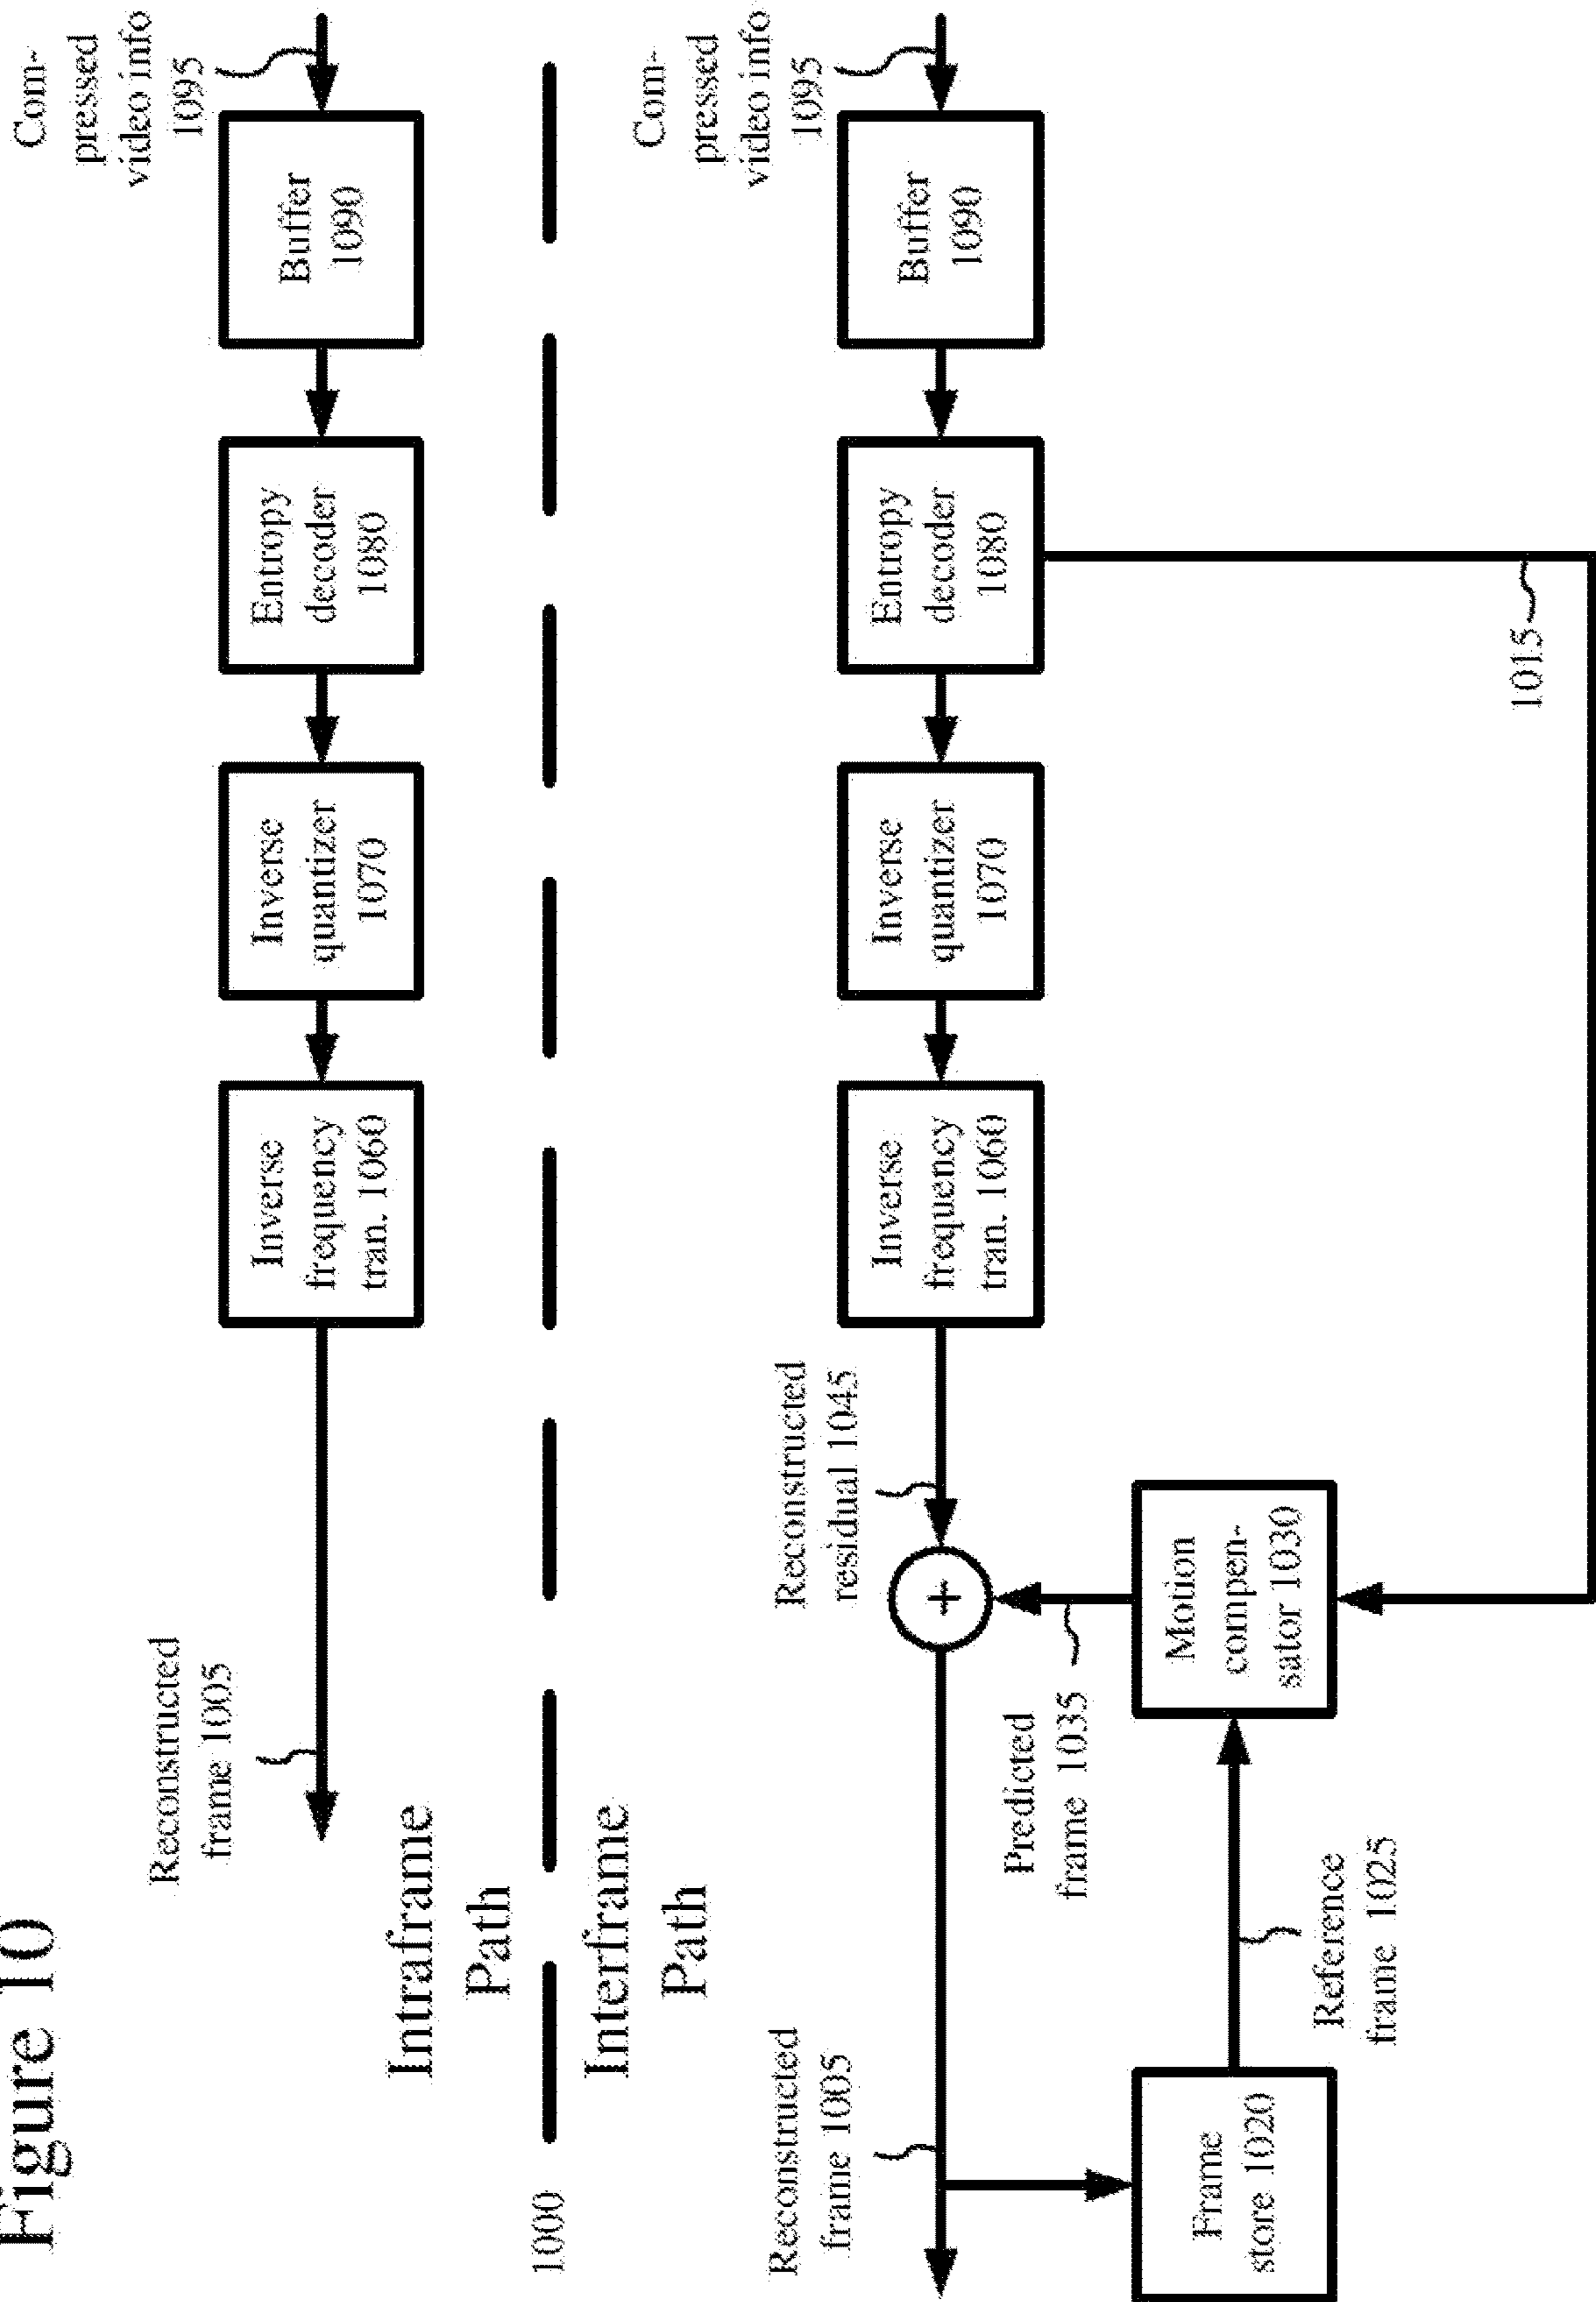 Figure 10
Reconstructed
frame 1005
Com-
pressed
video info
1095
Inverse
frequency
tran. 1060
Inverse
quantizer
1070
Entropy
decoder
1080
Buffer
1090
Intraframe
Path
1000
Interframe
Path
Reconstructed
frame 1005
Reconstructed
residual 1045
Com-
pressed
video info
1095
+
Inverse
frequency
tran. 1060
Inverse
quantizer
1070
Entropy
decoder
1080
Buffer
1090
Predicted
frame 1035
Frame
store 1020
Reference
frame 1025
Motion
compen-
sator 1030
1015